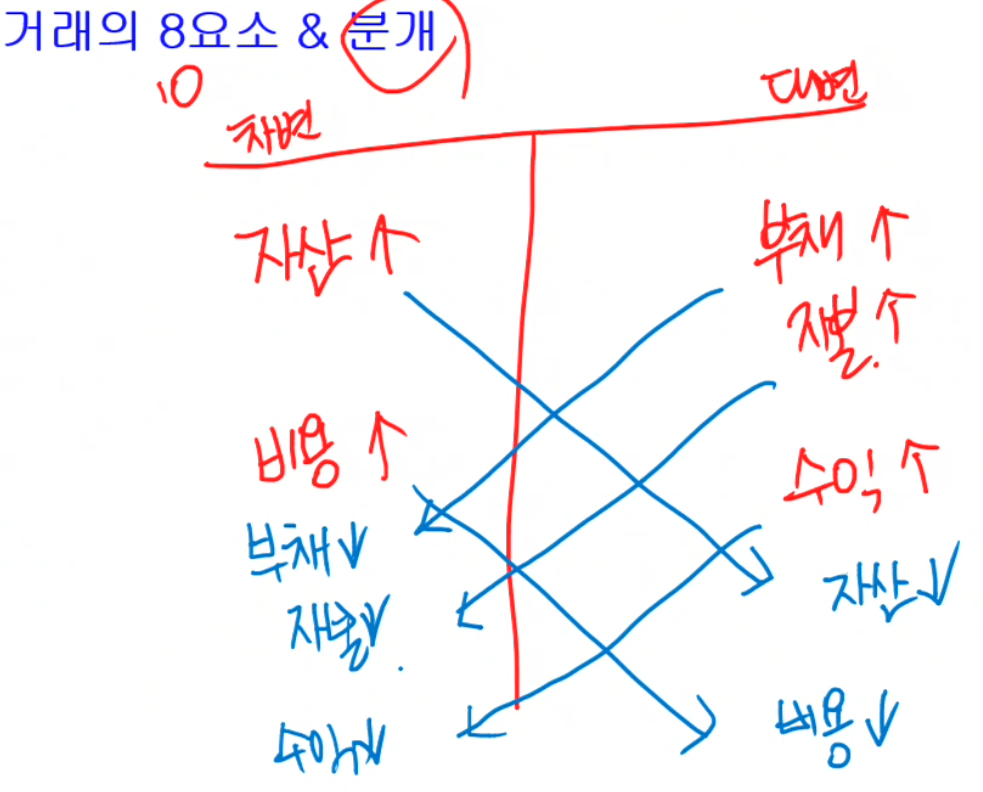 거래의 8요소 & 분개
10
차변 대변
자산 ↑ 부채 ↑
자본 ↑
비용 ↑ 수익 ↑
부채 ↓ 자산 ↓
자본 ↓
수익 ↓ 비용 ↓